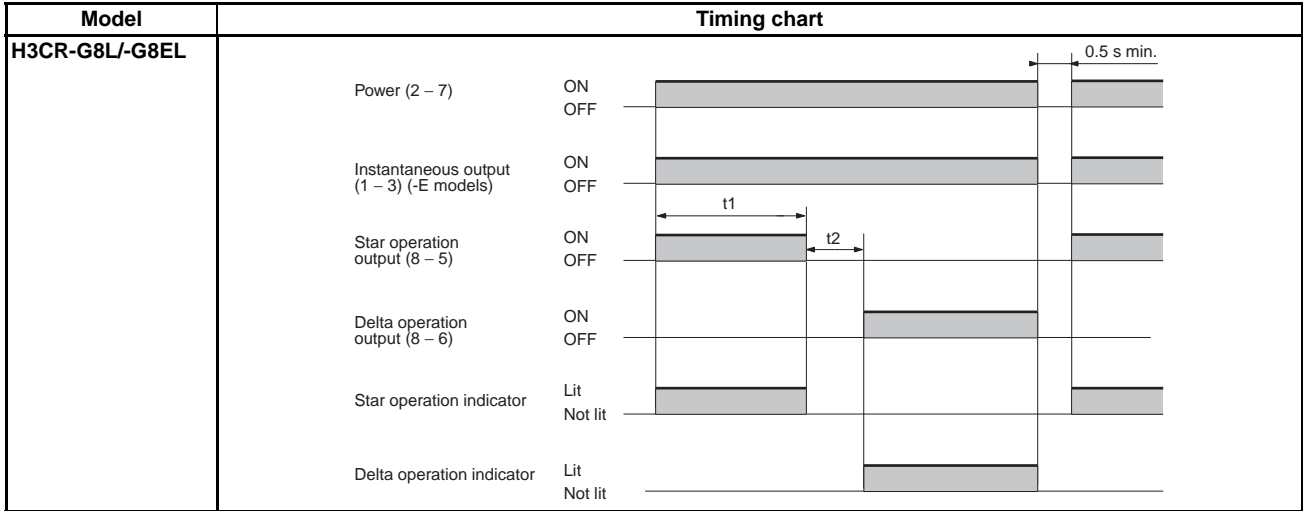 Model
Timing chart
H3CR-G8L/-G8EL
0.5 s min.
Power (2 – 7)
ON
OFF
Instantaneous output
(1 – 3) (-E models)
ON
OFF
t1
Star operation
output (8 – 5)
ON
OFF
t2
Delta operation
output (8 – 6)
ON
OFF
Star operation indicator
Lit
Not lit
Delta operation indicator
Lit
Not lit